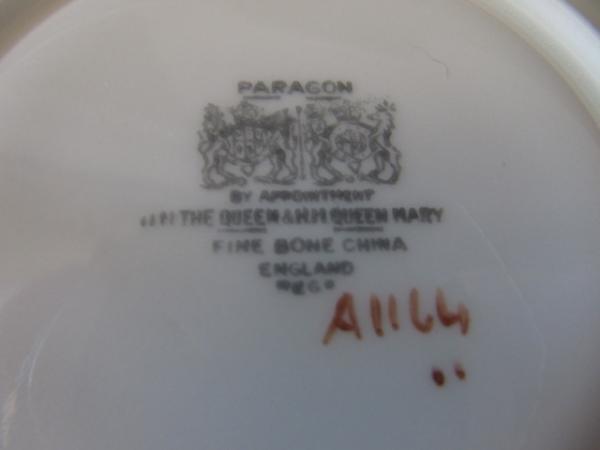 PARAGON
BY APPOINTMENT
THE QUEEN & H.M QUEEN MARY
FINE BONE CHINA
ENGLAND
REGD
A1164